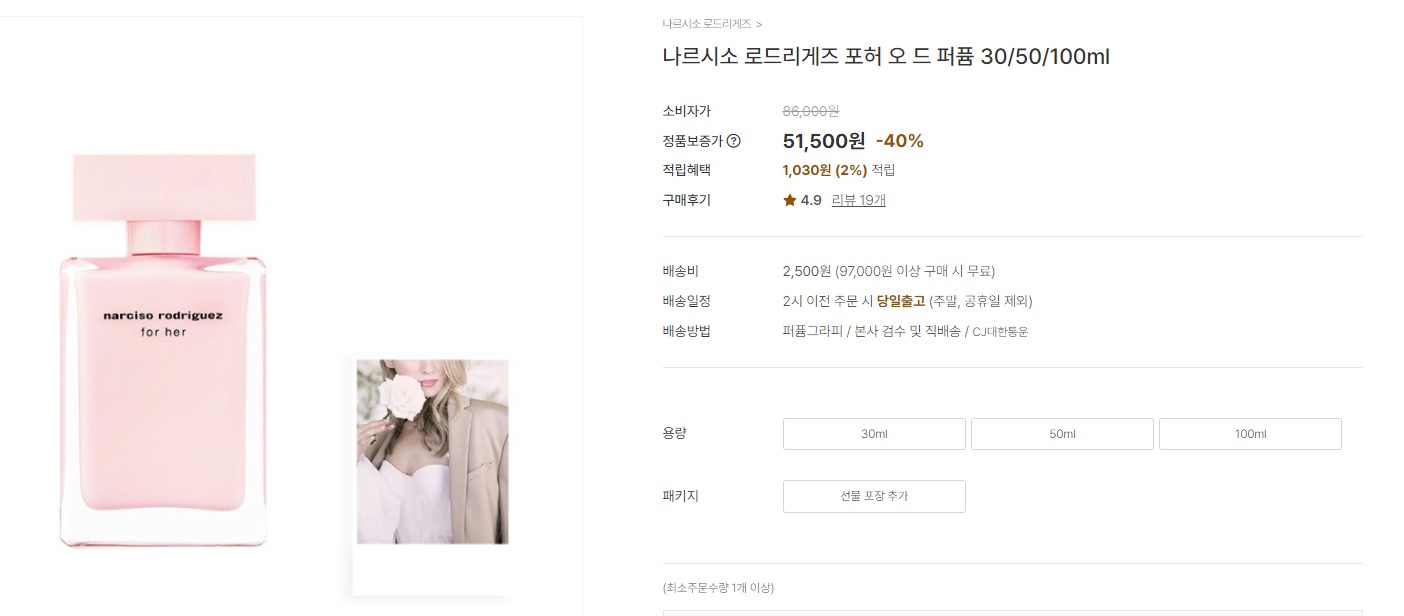 나르시소 로드리게즈 >
나르시소 로드리게즈 포허 오 드 퍼퓸 30/50/100ml
소비자가 86,000원
정품보증가 ? 51,500원 -40%
적립혜택 1,030원 (2%) 적립
구매후기 ★ 4.9 리뷰 19개
배송비 2,500원 (97,000원 이상 구매 시 무료)
배송일정 2시 이전 주문 시 당일출고 (주말, 공휴일 제외)
배송방법 퍼퓸그라피 / 본사 검수 및 직배송 / CJ대한통운
용량 30ml 50ml 100ml
패키지 선물 포장 추가
(최소주문수량 1개 이상)
narciso rodriguez
for her